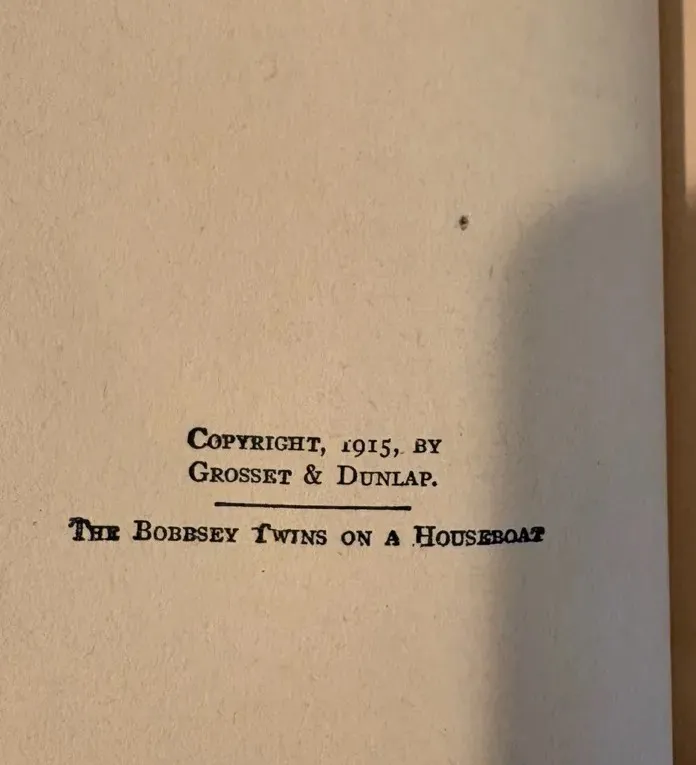 COPYRIGHT, 1915, BY
GROSSET & DUNLAP.
THE BOBBSEY TWINS ON A HOUSEBOAT